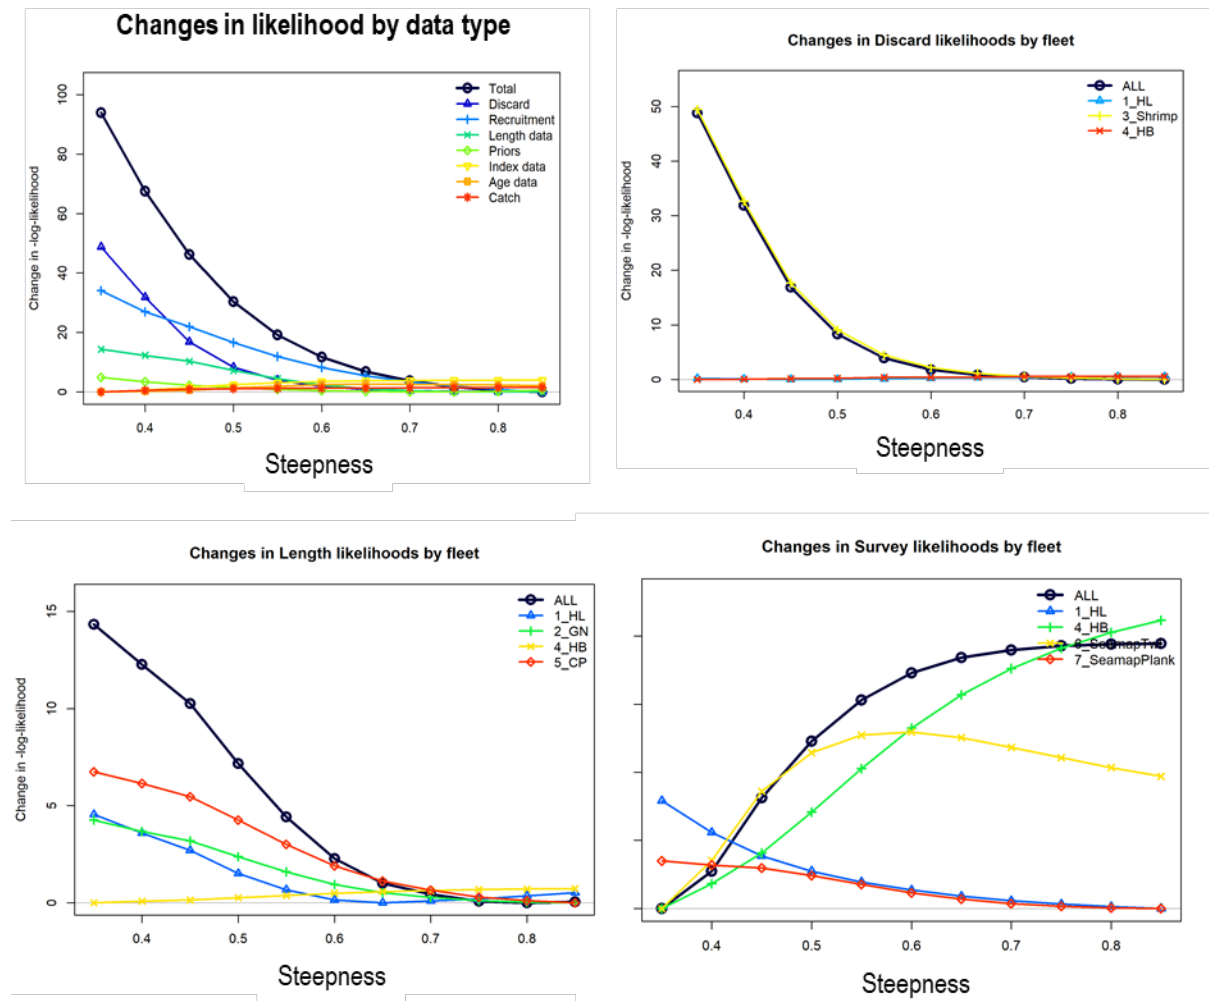 Changes in likelihood by data type
100
80
60
40
20
0
Change in -log-likelihood
Total
Discard
Recruitment
Length data
Priors
Index data
Age data
Catch
0.4 0.5 0.6 0.7 0.8
Steepness
Changes in Discard likelihoods by fleet
50
40
30
20
10
0
Change in -log-likelihood
ALL
1_HL
3_Shrimp
4_HB
0.4 0.5 0.6 0.7 0.8
Steepness
Changes in Length likelihoods by fleet
15
10
5
0
Change in -log-likelihood
ALL
1_HL
2_GN
4_HB
5_CP
0.4 0.5 0.6 0.7 0.8
Steepness
Changes in Survey likelihoods by fleet
ALL
1_HL
4_HB
7_SeamapPlank
0.4 0.5 0.6 0.7 0.8
Steepness